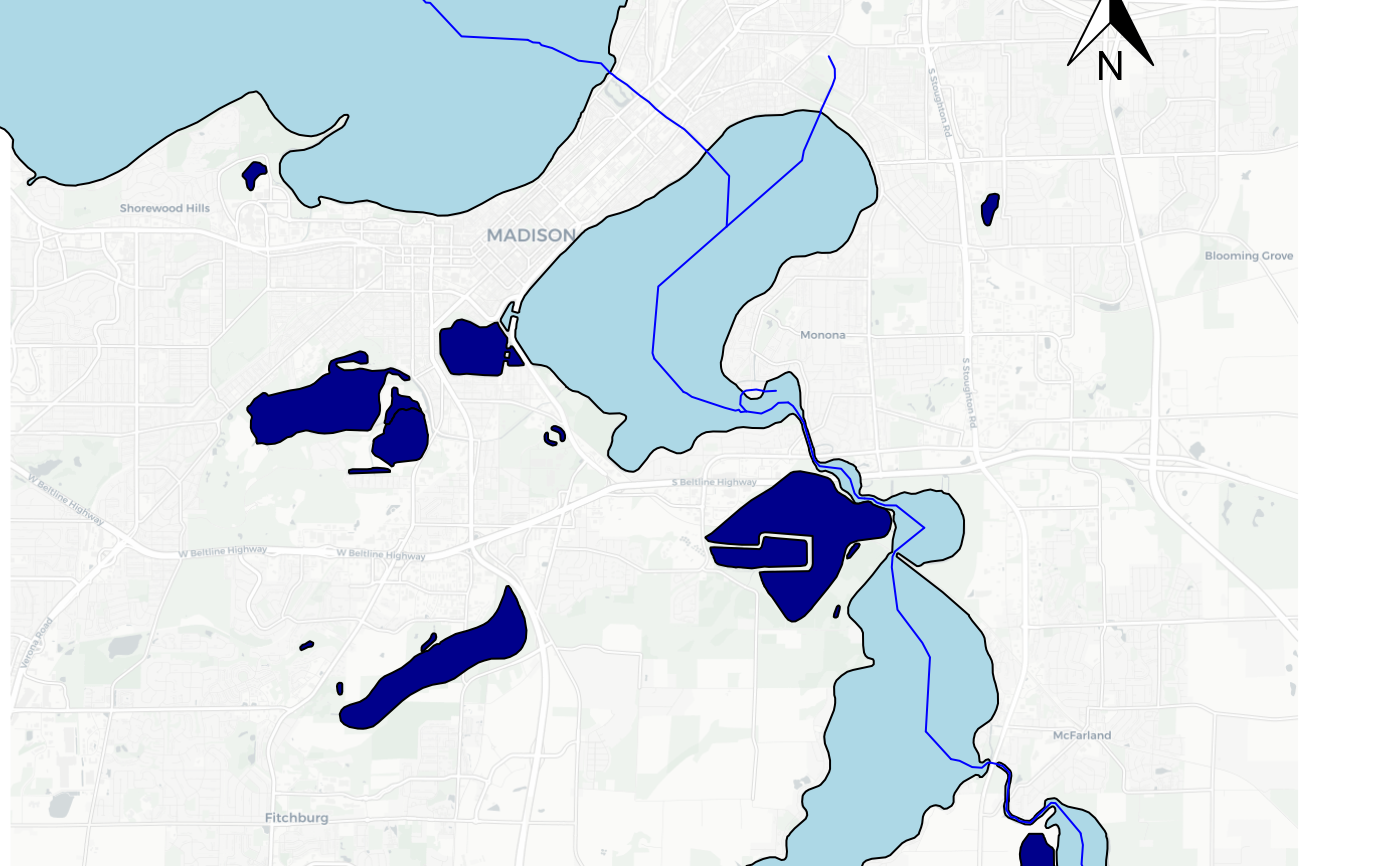 N
S Stoughton Rd
Shorewood Hills
MADISON
Blooming Grove
Monona
S Stoughton Rd
S Beltline Highway
W Beltline Highway
W Beltline Highway
W Beltline Highway
Verona Road
McFarland
Fitchburg